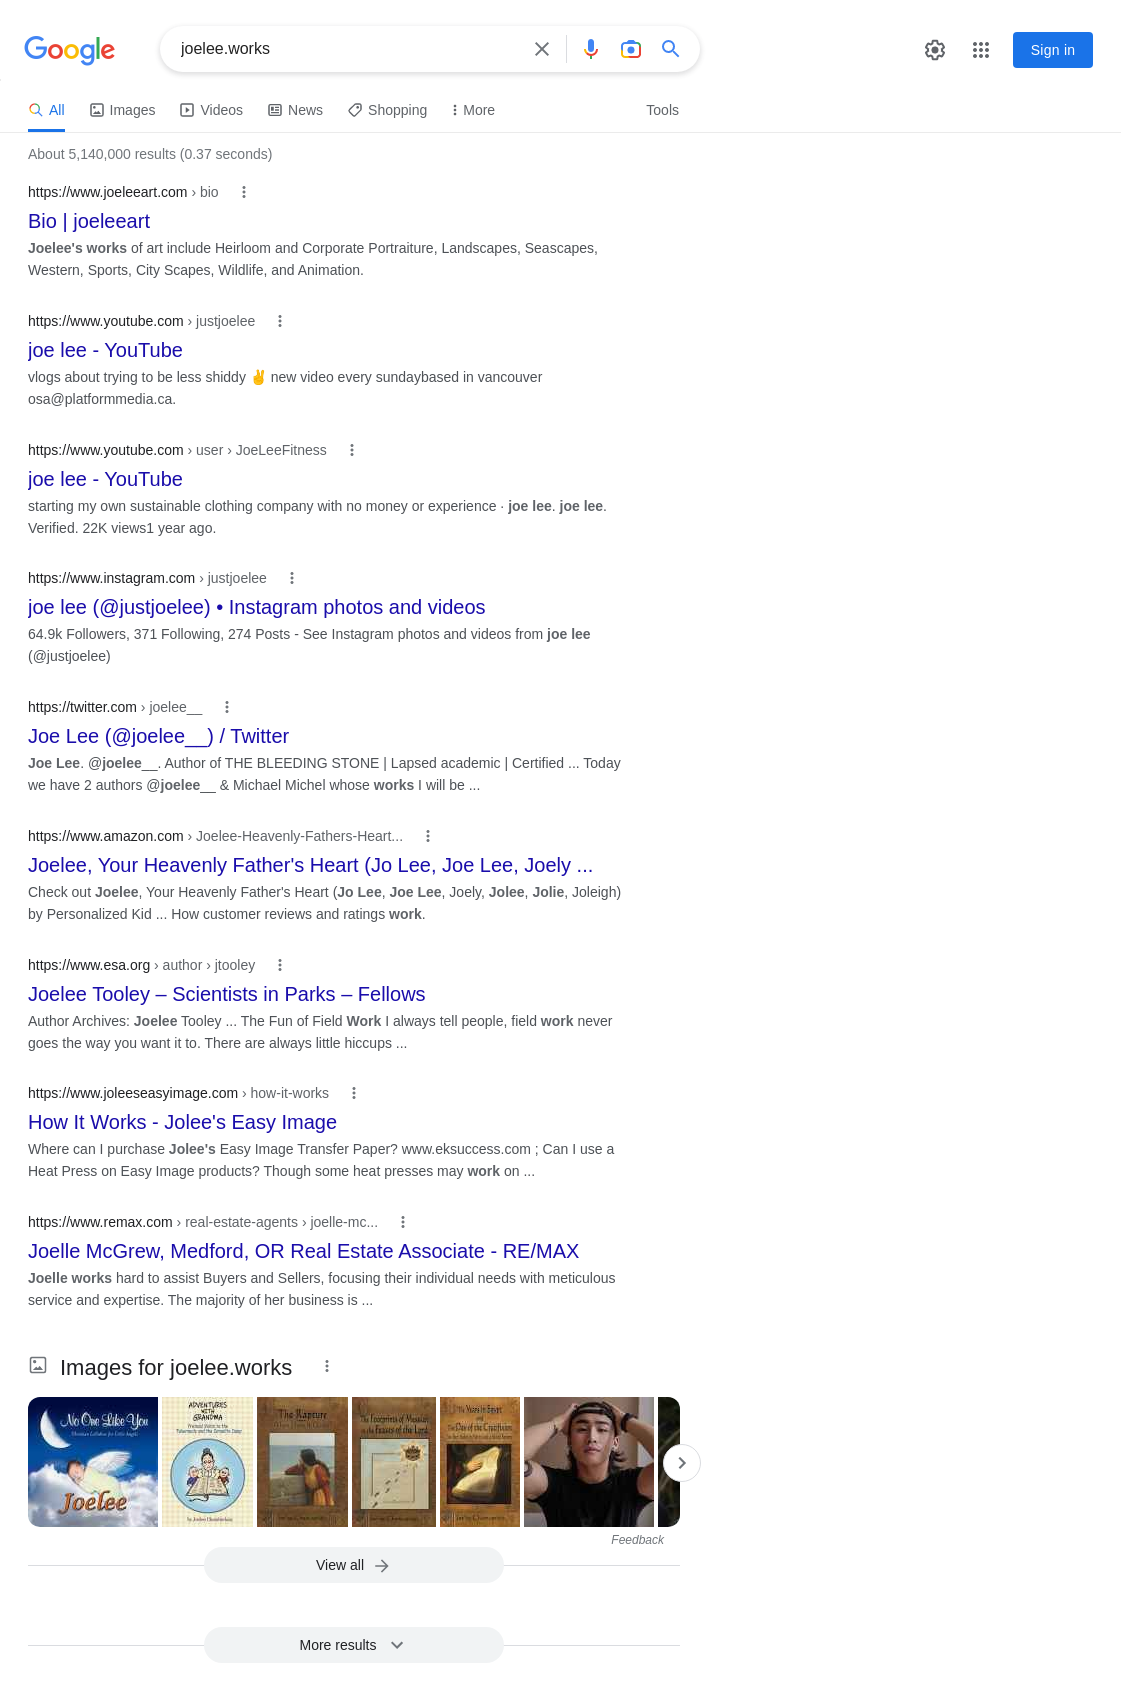 Google
joelee.works
Sign in
All
Images
Videos
News
Shopping
More
Tools
About 5,140,000 results (0.37 seconds)
https://www.joeleeart.com › bio
Bio | joeleeart
Joelee's works of art include Heirloom and Corporate Portraiture, Landscapes, Seascapes,
Western, Sports, City Scapes, Wildlife, and Animation.
https://www.youtube.com › justjoelee
joe lee - YouTube
vlogs about trying to be less shiddy ✌️ new video every sundaybased in vancouver
osa@platformmedia.ca.
https://www.youtube.com › user › JoeLeeFitness
joe lee - YouTube
starting my own sustainable clothing company with no money or experience · joe lee. joe lee.
Verified. 22K views1 year ago.
https://www.instagram.com › justjoelee
joe lee (@justjoelee) • Instagram photos and videos
64.9k Followers, 371 Following, 274 Posts - See Instagram photos and videos from joe lee
(@justjoelee)
https://twitter.com › joelee__
Joe Lee (@joelee__) / Twitter
Joe Lee. @joelee__. Author of THE BLEEDING STONE | Lapsed academic | Certified ... Today
we have 2 authors @joelee__ & Michael Michel whose works I will be ...
https://www.amazon.com › Joelee-Heavenly-Fathers-Heart...
Joelee, Your Heavenly Father's Heart (Jo Lee, Joe Lee, Joely ...
Check out Joelee, Your Heavenly Father's Heart (Jo Lee, Joe Lee, Joely, Jolee, Jolie, Joleigh)
by Personalized Kid ... How customer reviews and ratings work.
https://www.esa.org › author › jtooley
Joelee Tooley – Scientists in Parks – Fellows
Author Archives: Joelee Tooley ... The Fun of Field Work I always tell people, field work never
goes the way you want it to. There are always little hiccups ...
https://www.joleeseasyimage.com › how-it-works
How It Works - Jolee's Easy Image
Where can I purchase Jolee's Easy Image Transfer Paper? www.eksuccess.com ; Can I use a
Heat Press on Easy Image products? Though some heat presses may work on ...
https://www.remax.com › real-estate-agents › joelle-mc...
Joelle McGrew, Medford, OR Real Estate Associate - RE/MAX
Joelle works hard to assist Buyers and Sellers, focusing their individual needs with meticulous
service and expertise. The majority of her business is ...
Images for joelee.works
No One Like You
Joelee
ADVENTURES
WITH
GRANDMA
The Rapture
The Footprints of Messiah
in the Feasts of the Lord
Feedback
View all
More results